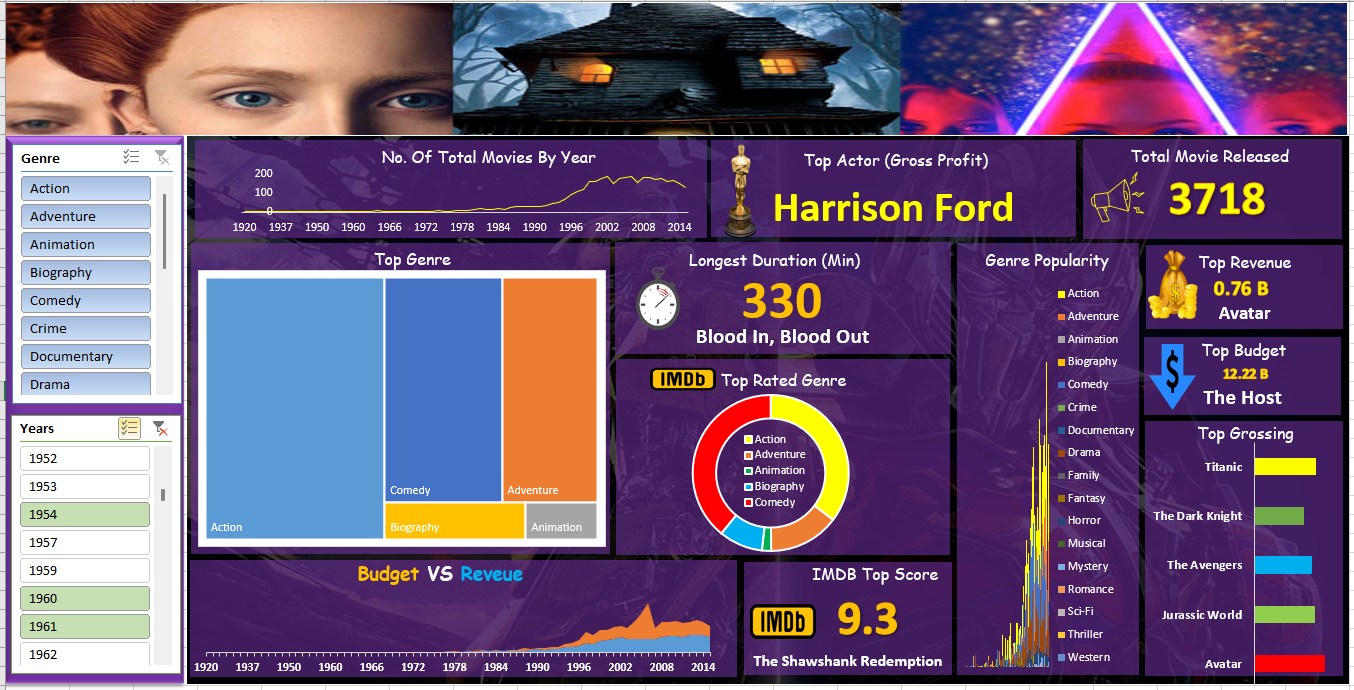 Genre
Action
Adventure
Animation
Biography
Comedy
Crime
Documentary
Drama
Years
1952
1953
1954
1957
1959
1960
1961
1962
No. Of Total Movies By Year
200
100
0
1920 1937 1950 1960 1966 1972 1978 1984 1990 1996 2002 2008 2014
Top Actor (Gross Profit)
Harrison Ford
Total Movie Released
3718
Top Genre
Action
Comedy
Adventure
Biography
Animation
Longest Duration (Min)
330
Blood In, Blood Out
IMDb Top Rated Genre
Action
Adventure
Animation
Biography
Comedy
Genre Popularity
Action
Adventure
Animation
Biography
Comedy
Crime
Documentary
Drama
Family
Fantasy
Horror
Musical
Mystery
Romance
Sci-Fi
Thriller
Western
Top Revenue
0.76 B
Avatar
Top Budget
12.22 B
The Host
Top Grossing
Titanic
The Dark Knight
The Avengers
Jurassic World
Avatar
Budget VS Reveue
1920 1937 1950 1960 1966 1972 1978 1984 1990 1996 2002 2008 2014
IMDB Top Score
IMDb 9.3
The Shawshank Redemption